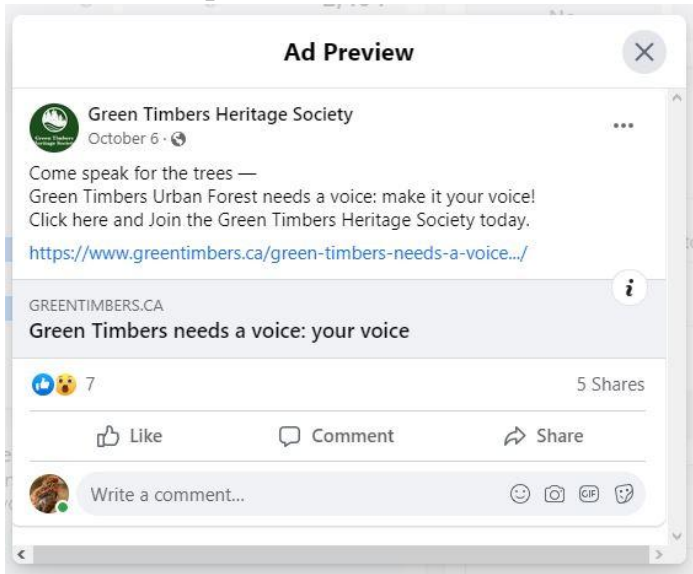 Ad Preview
Green Timbers Heritage Society
October 6 ·
Come speak for the trees —
Green Timbers Urban Forest needs a voice: make it your voice!
Click here and Join the Green Timbers Heritage Society today.
https://www.greentimbers.ca/green-timbers-needs-a-voice.../
GREENTIMBERS.CA
Green Timbers needs a voice: your voice
7
5 Shares
Like
Comment
Share
Write a comment...
GIF